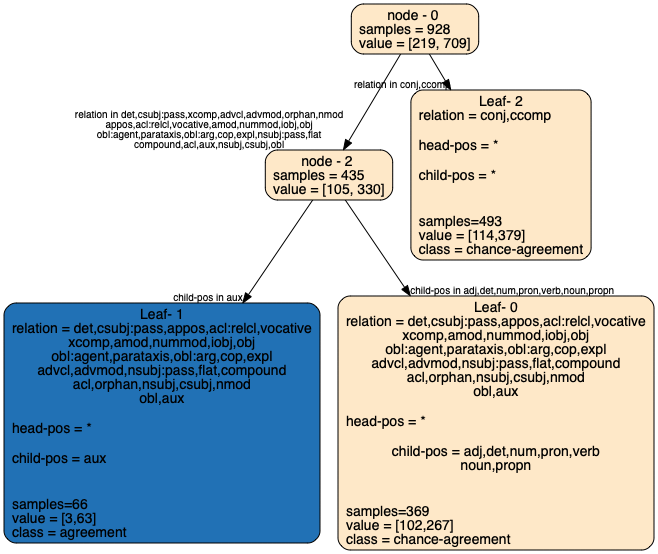 node - 0
samples = 928
value = [219, 709]
relation in conj,ccomp
relation in det,csubj:pass,xcomp,advcl,advmod,orphan,nmod
appos,acl:relcl,vocative,amod,nummod,iobj,obj
obl:agent,parataxis,obl:arg,cop,expl,nsubj:pass,flat
compound,acl,aux,nsubj,csubj,obl
Leaf- 2
relation = conj,ccomp
head-pos = *
child-pos = *
samples=493
value = [114,379]
class = chance-agreement
node - 2
samples = 435
value = [105, 330]
child-pos in aux
child-pos in adj,det,num,pron,verb,noun,propn
Leaf- 1
relation = det,csubj:pass,appos,acl:relcl,vocative
xcomp,amod,nummod,iobj,obj
obl:agent,parataxis,obl:arg,cop,expl
advcl,advmod,nsubj:pass,flat,compound
acl,orphan,nsubj,csubj,nmod
obl,aux
head-pos = *
child-pos = aux
samples=66
value = [3,63]
class = agreement
Leaf- 0
relation = det,csubj:pass,appos,acl:relcl,vocative
xcomp,amod,nummod,iobj,obj
obl:agent,parataxis,obl:arg,cop,expl
advcl,advmod,nsubj:pass,flat,compound
acl,orphan,nsubj,csubj,nmod
obl,aux
head-pos = *
child-pos = adj,det,num,pron,verb
noun,propn
samples=369
value = [102,267]
class = chance-agreement